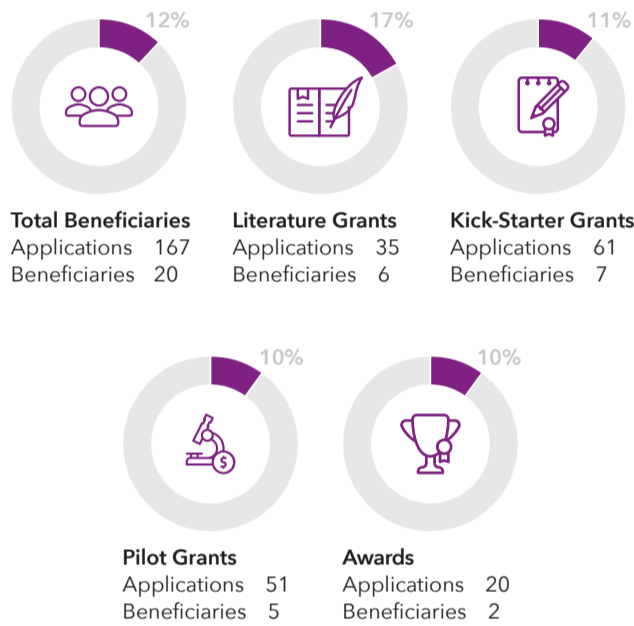 12%
17%
11%
Total Beneficiaries
Applications 167
Beneficiaries 20
Literature Grants
Applications 35
Beneficiaries 6
Kick-Starter Grants
Applications 61
Beneficiaries 7
10%
10%
$
Pilot Grants
Applications 51
Beneficiaries 5
Awards
Applications 20
Beneficiaries 2